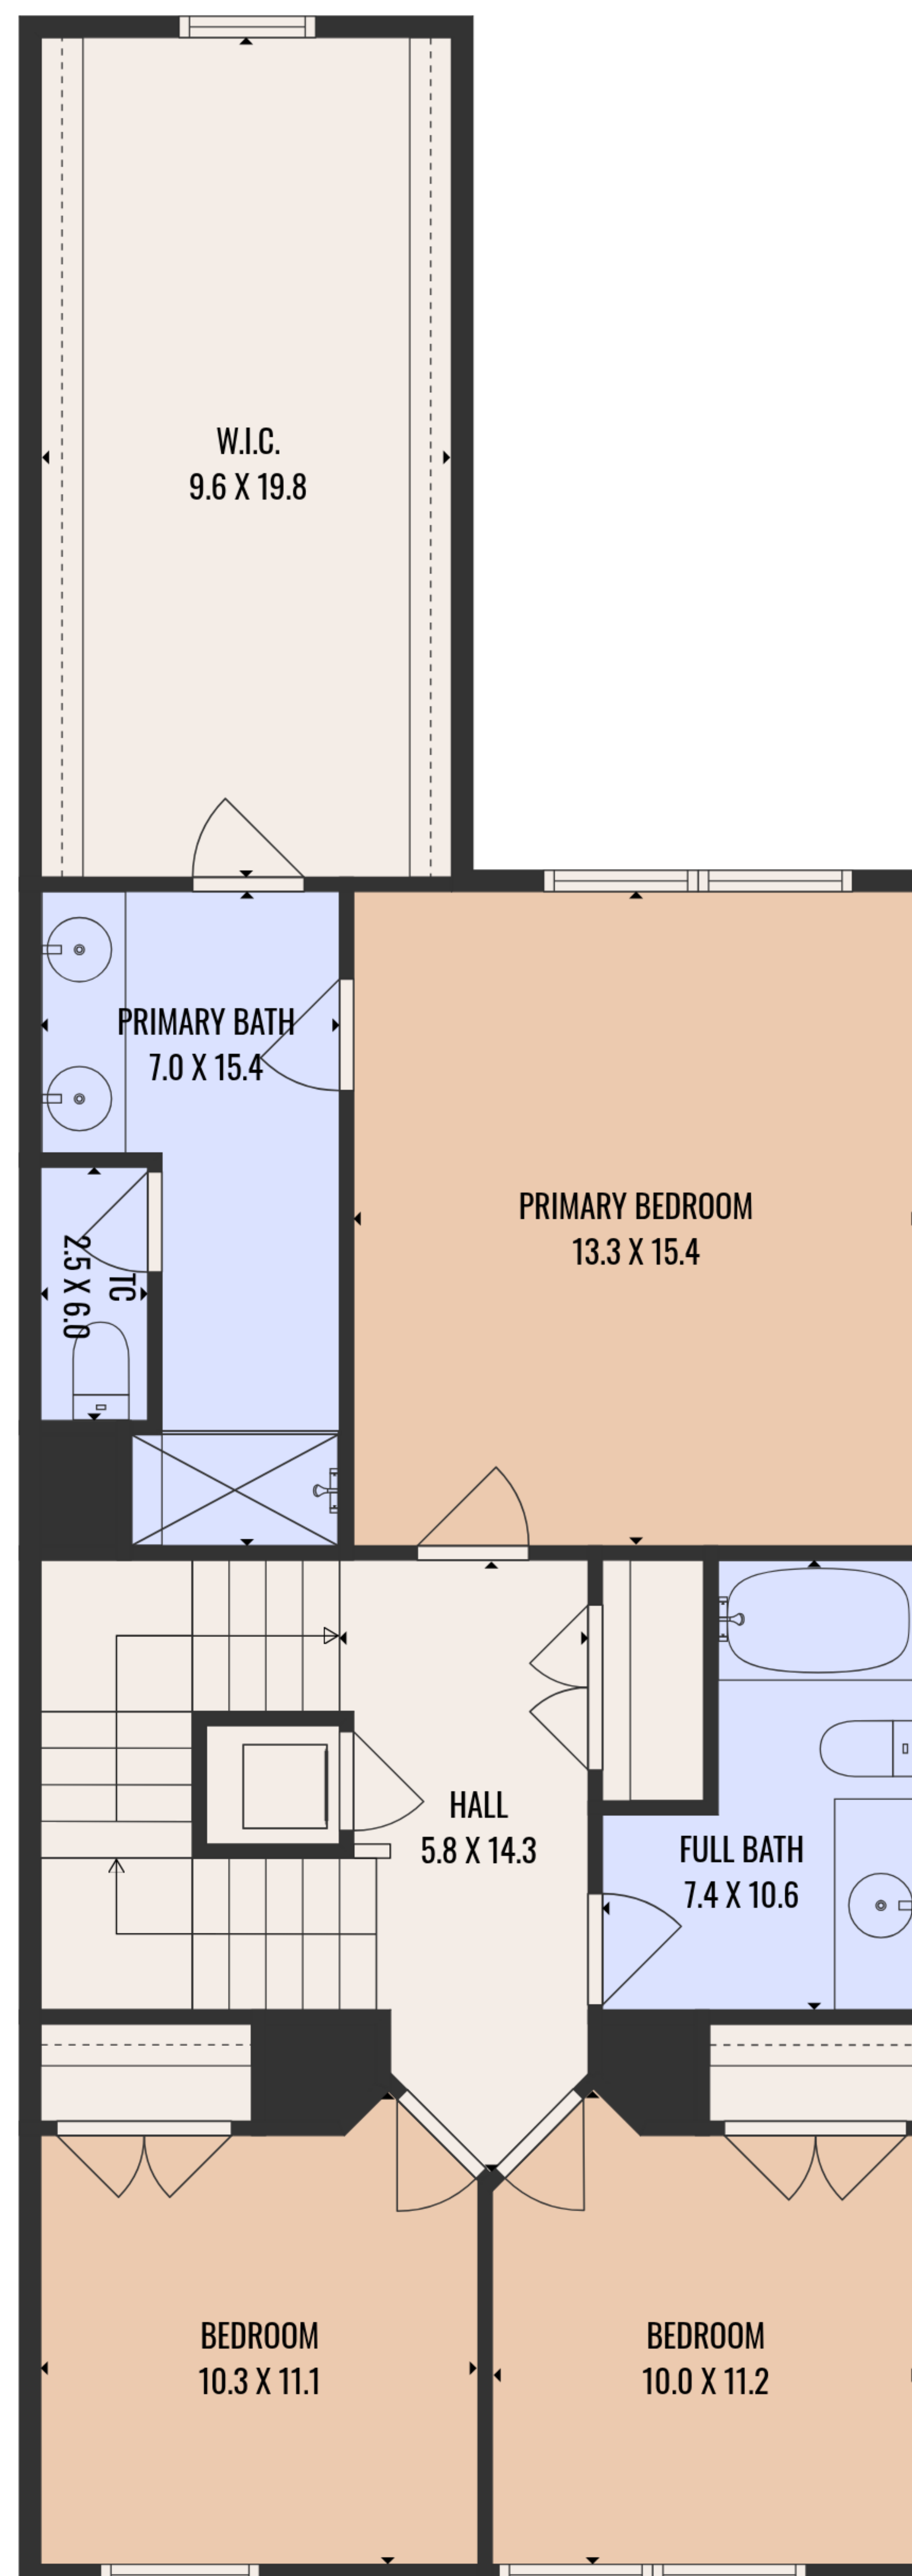 W.I.C.
9.6 X 19.8
PRIMARY BATH
7.0 X 15.4
PRIMARY BEDROOM
13.3 X 15.4
TC
2.5 X 6.0
HALL
5.8 X 14.3
FULL BATH
7.4 X 10.6
BEDROOM
10.3 X 11.1
BEDROOM
10.0 X 11.2